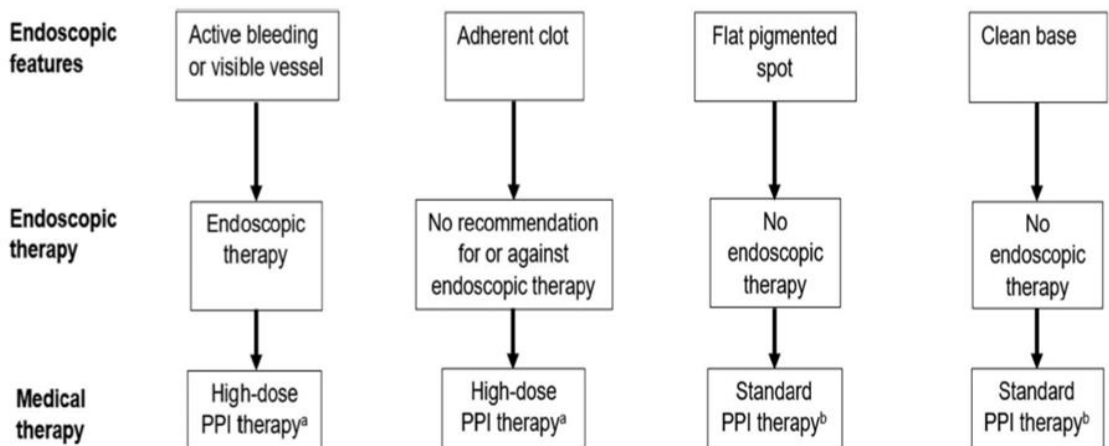 Endoscopic
features
Active bleeding
or visible vessel
Adherent clot
Flat pigmented
spot
Clean base
Endoscopic
therapy
Endoscopic
therapy
No recommendation
for or against
endoscopic therapy
No
endoscopic
therapy
No
endoscopic
therapy
Medical
therapy
High-dose
PPI therapyᵃ
High-dose
PPI therapyᵃ
Standard
PPI therapyᵇ
Standard
PPI therapyᵇ